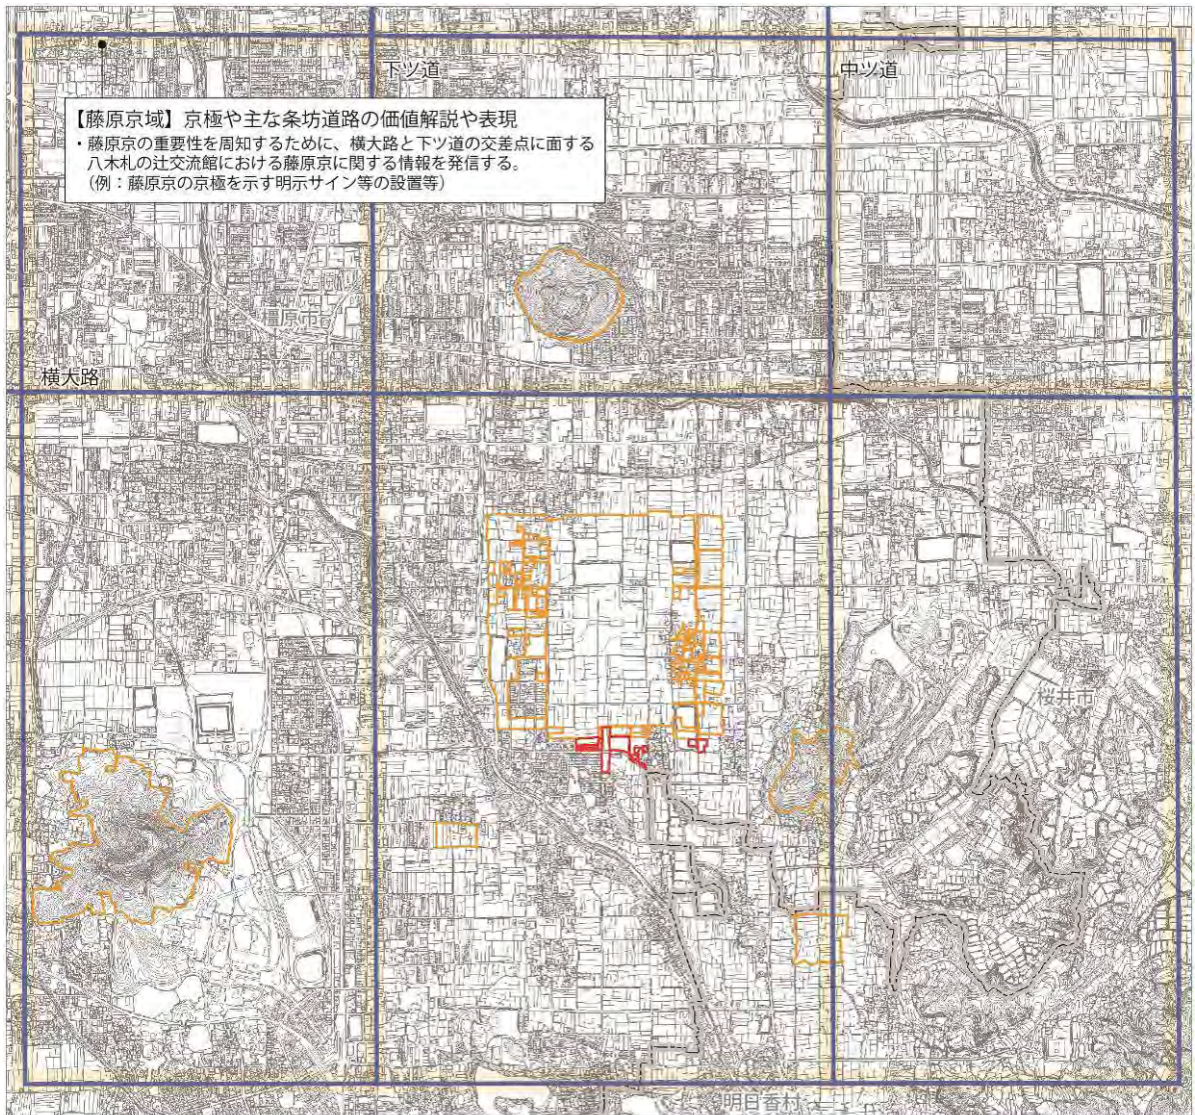 下ツ道
中ツ道
【藤原京域】京極や主な条坊道路の価値解説や表現
・藤原京の重要性を周知するために、横大路と下ツ道の交差点に面する
八木札の辻交流館における藤原京に関する情報を発信する。
（例：藤原京の京極を示す明示サイン等の設置等）
橿原市
横大路
桜井市
明日香村